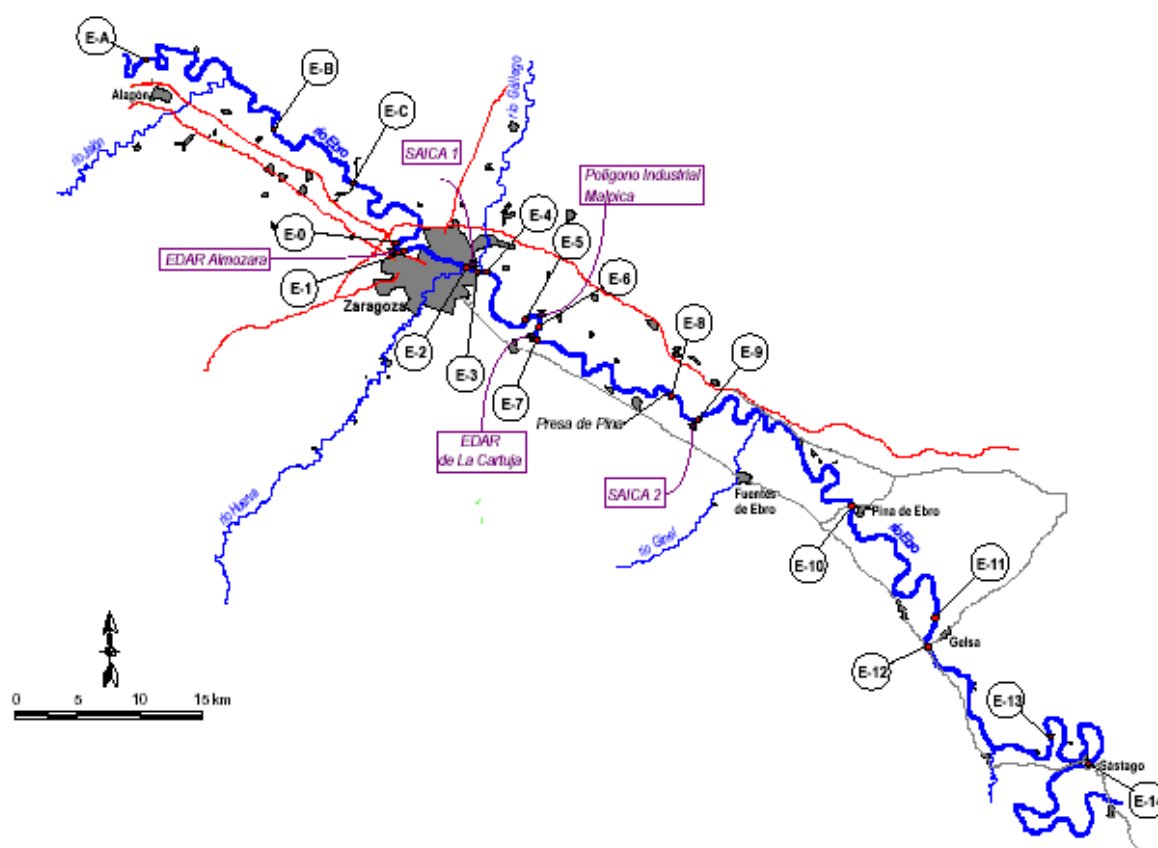 E-A
E-B
Alagón
río Ebro
E-C
río Jalón
río Gállego
SAICA 1
Polígono Industrial
Malpica
E-0
E-4
E-5
EDAR Almozara
E-1
E-6
Zaragoza
E-2
E-3
E-8
E-9
E-7
Presa de Pina
EDAR
de La Cartuja
SAICA 2
Fuentes
de Ebro
Pina de Ebro
río Huerva
río Ginel
río Ebro
E-10
E-11
Gelsa
E-12
0 5 10 15 km
E-13
Sástago
E-14